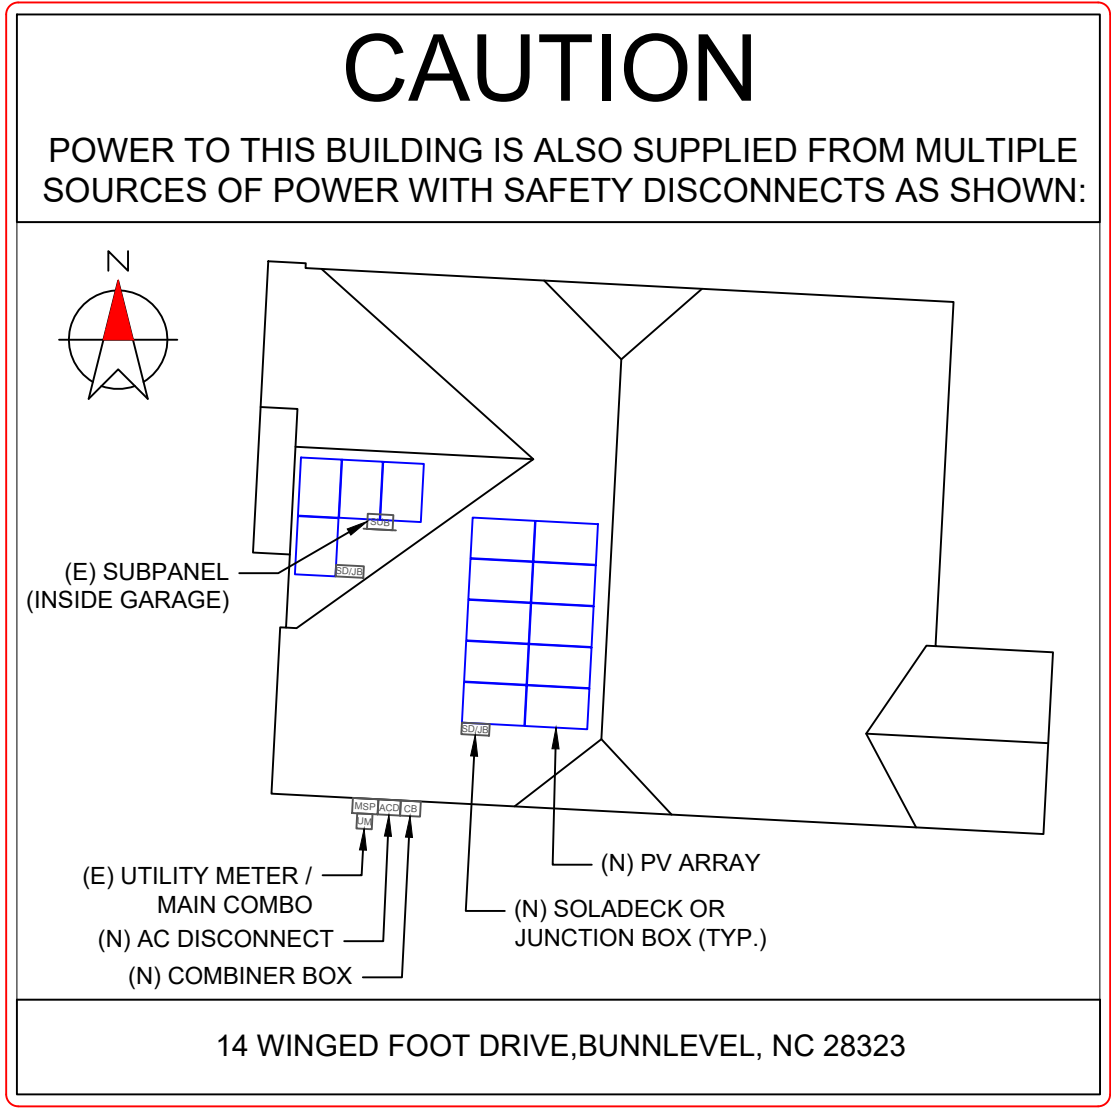 CAUTION
POWER TO THIS BUILDING IS ALSO SUPPLIED FROM MULTIPLE
SOURCES OF POWER WITH SAFETY DISCONNECTS AS SHOWN:
N
SUB
(E) SUBPANEL
(INSIDE GARAGE)
SD/JB
SD/JB
MSP
ACD
CB
UM
(E) UTILITY METER /
MAIN COMBO
(N) AC DISCONNECT
(N) COMBINER BOX
(N) PV ARRAY
(N) SOLADECK OR
JUNCTION BOX (TYP.)
14 WINGED FOOT DRIVE,BUNNLEVEL, NC 28323